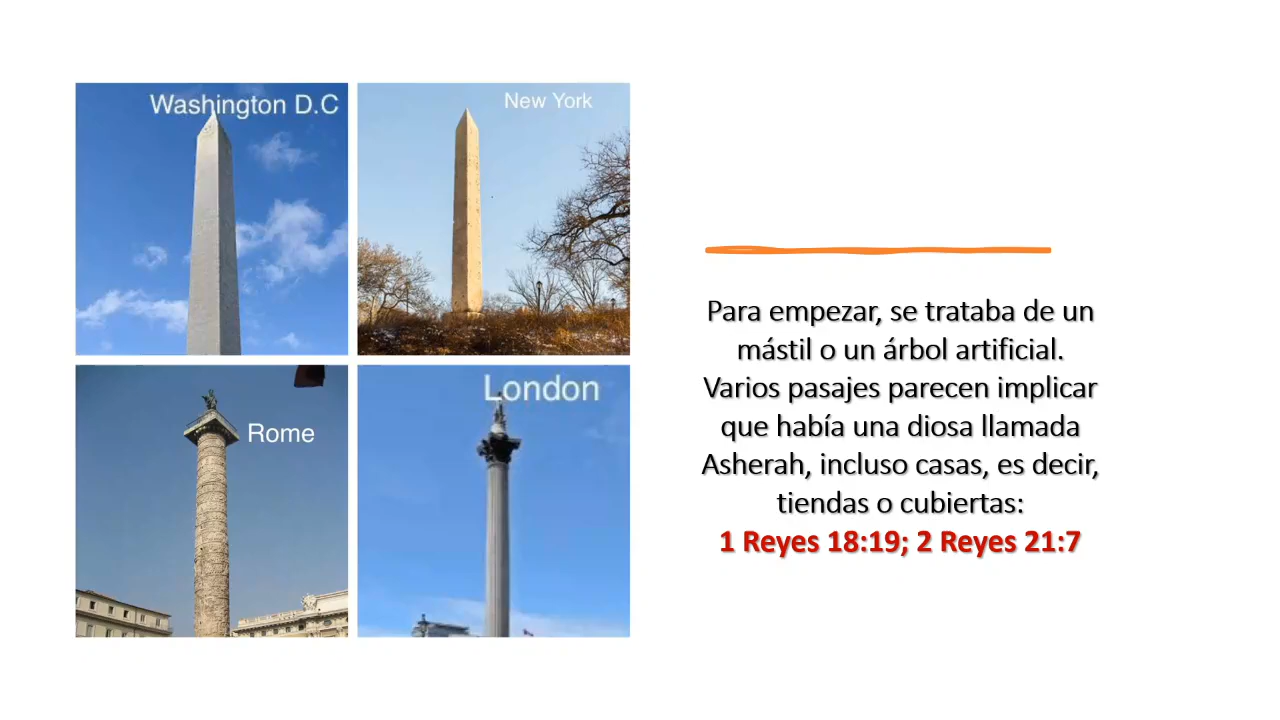 Washington D.C
New York
Rome
London
Para empezar, se trataba de un
mástil o un árbol artificial.
Varios pasajes parecen implicar
que había una diosa llamada
Asherah, incluso casas, es decir,
tiendas o cubiertas:
1 Reyes 18:19; 2 Reyes 21:7